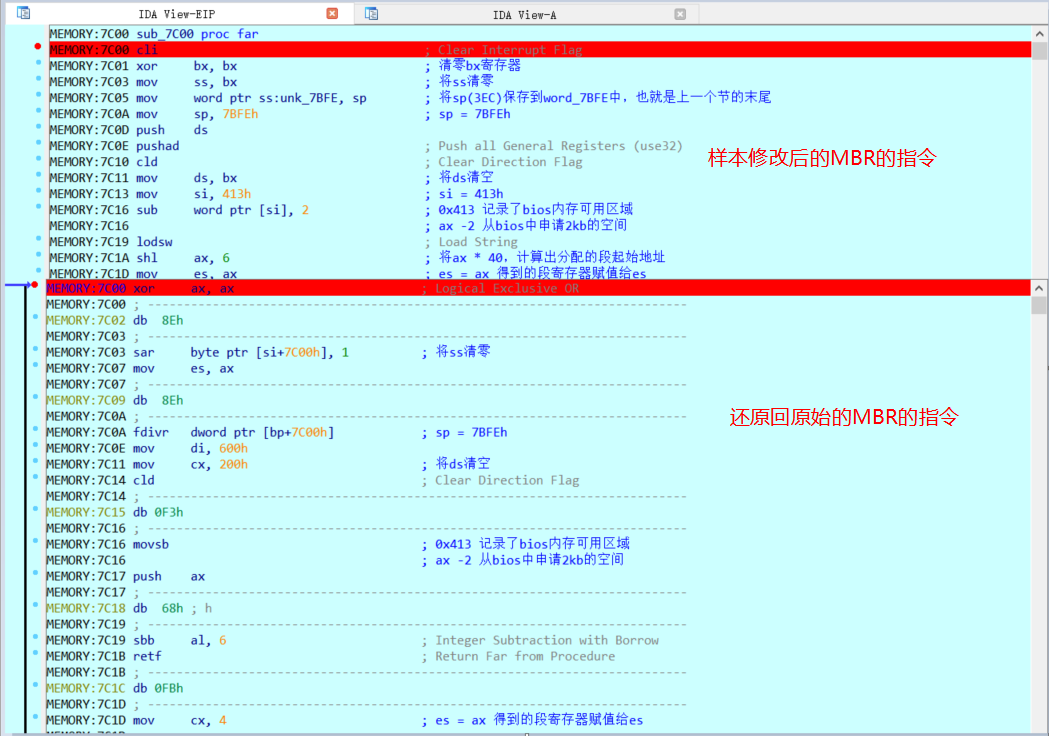 IDA View-EIP
IDA View-A
MEMORY:7C00 sub_7C00 proc far
MEMORY:7C00 cli ; Clear Interrupt Flag
MEMORY:7C01 xor bx, bx ; 清零bx寄存器
MEMORY:7C03 mov ss, bx ; 将ss清零
MEMORY:7C05 mov word ptr ss:unk_7BFE, sp ; 将sp(3EC)保存到word_7BFE中，也就是上一个节的末尾
MEMORY:7C0A mov sp, 7BFEh ; sp = 7BFEh
MEMORY:7C0D push ds
MEMORY:7C0E pushad ; Push all General Registers (use32)
样本修改后的MBR的指令
MEMORY:7C10 cld ; Clear Direction Flag
MEMORY:7C11 mov ds, bx ; 将ds清空
MEMORY:7C13 mov si, 413h ; si = 413h
MEMORY:7C16 sub word ptr [si], 2 ; 0x413 记录了bios内存可用区域
MEMORY:7C16 ; ax -2 从bios中申请2kb的空间
MEMORY:7C19 lodsw ; Load String
MEMORY:7C1A shl ax, 6 ; 将ax * 40，计算出分配的段起始地址
MEMORY:7C1D mov es, ax ; es = ax 得到的段寄存器赋值给es
MEMORY:7C00 xor ax, ax ; Logical Exclusive OR
MEMORY:7C00 ; ---------------------------------------------------------------------------
MEMORY:7C02 db 8Eh
MEMORY:7C03 ; ---------------------------------------------------------------------------
MEMORY:7C03 sar byte ptr [si+7C00h], 1 ; 将ss清零
MEMORY:7C07 mov es, ax
MEMORY:7C07 ; ---------------------------------------------------------------------------
MEMORY:7C09 db 8Eh
MEMORY:7C0A ; ---------------------------------------------------------------------------
还原回原始的MBR的指令
MEMORY:7C0A fdivr dword ptr [bp+7C00h] ; sp = 7BFEh
MEMORY:7C0E mov di, 600h
MEMORY:7C11 mov cx, 200h ; 将ds清空
MEMORY:7C14 cld ; Clear Direction Flag
MEMORY:7C14 ; ---------------------------------------------------------------------------
MEMORY:7C15 db 0F3h
MEMORY:7C16 ; ---------------------------------------------------------------------------
MEMORY:7C16 movsb ; 0x413 记录了bios内存可用区域
MEMORY:7C16 ; ax -2 从bios中申请2kb的空间
MEMORY:7C17 push ax
MEMORY:7C17 ; ---------------------------------------------------------------------------
MEMORY:7C18 db 68h ; h
MEMORY:7C19 ; ---------------------------------------------------------------------------
MEMORY:7C19 sbb al, 6 ; Integer Subtraction with Borrow
MEMORY:7C1B retf ; Return Far from Procedure
MEMORY:7C1B ; ---------------------------------------------------------------------------
MEMORY:7C1C db 0FBh
MEMORY:7C1D ; ---------------------------------------------------------------------------
MEMORY:7C1D mov cx, 4 ; es = ax 得到的段寄存器赋值给es